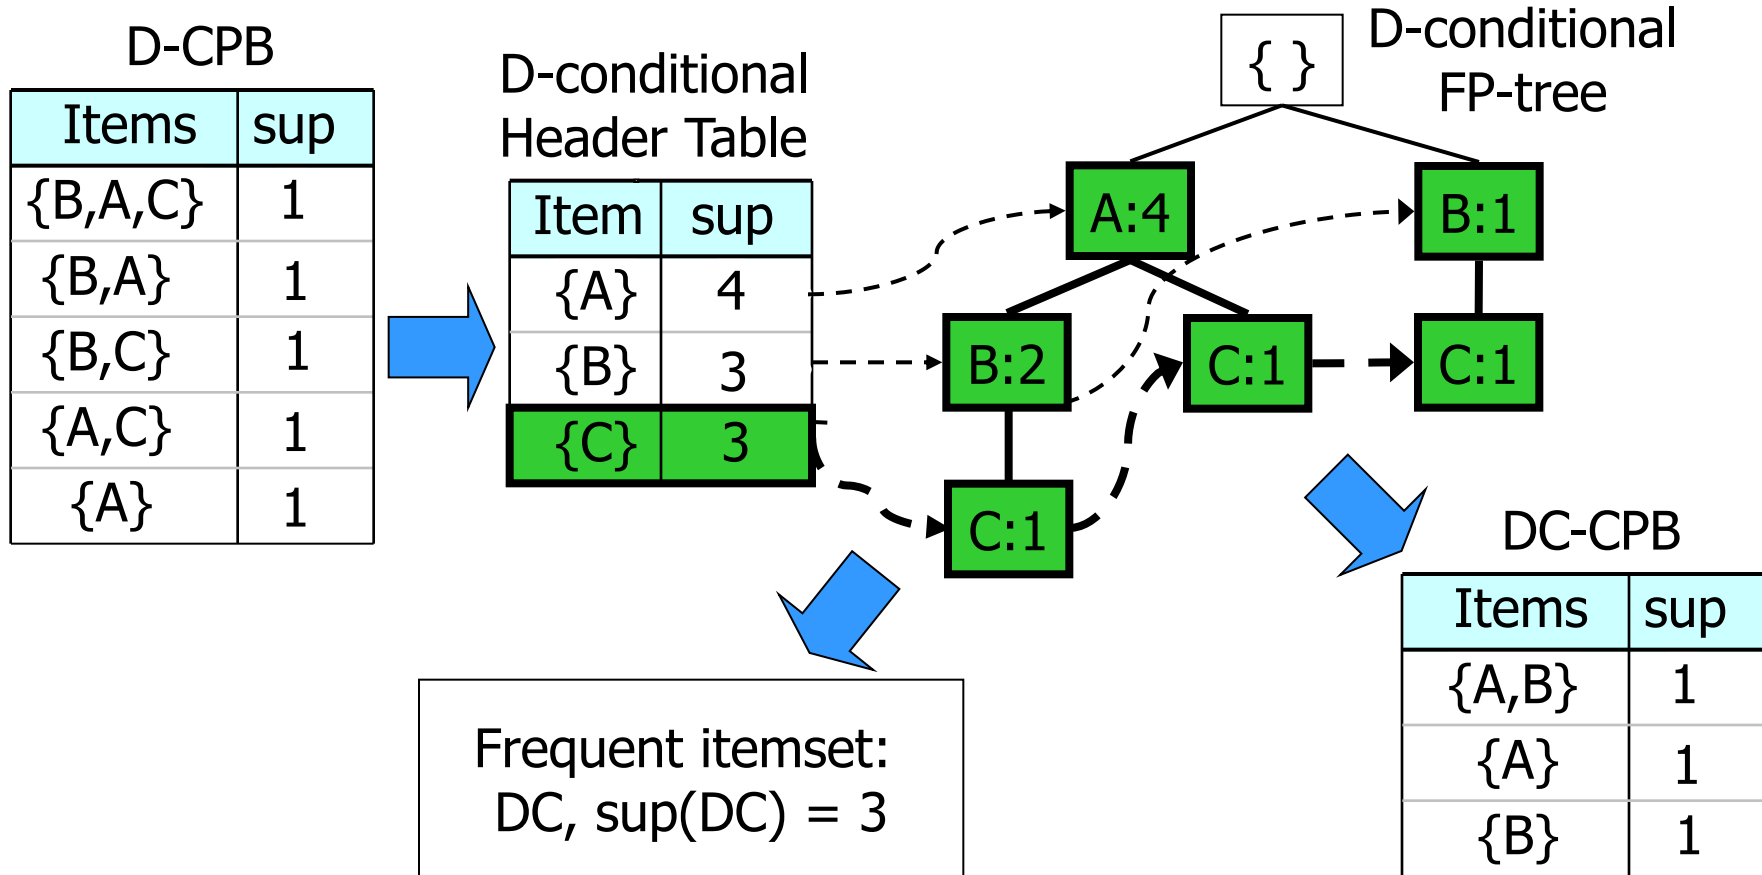 D-CPB
Items sup
{B,A,C} 1
{B,A} 1
{B,C} 1
{A,C} 1
{A} 1
D-conditional
Header Table
Item sup
{A} 4
{B} 3
{C} 3
{ }
D-conditional
FP-tree
A:4
B:1
B:2
C:1
C:1
C:1
Frequent itemset:
DC, sup(DC) = 3
DC-CPB
Items sup
{A,B} 1
{A} 1
{B} 1